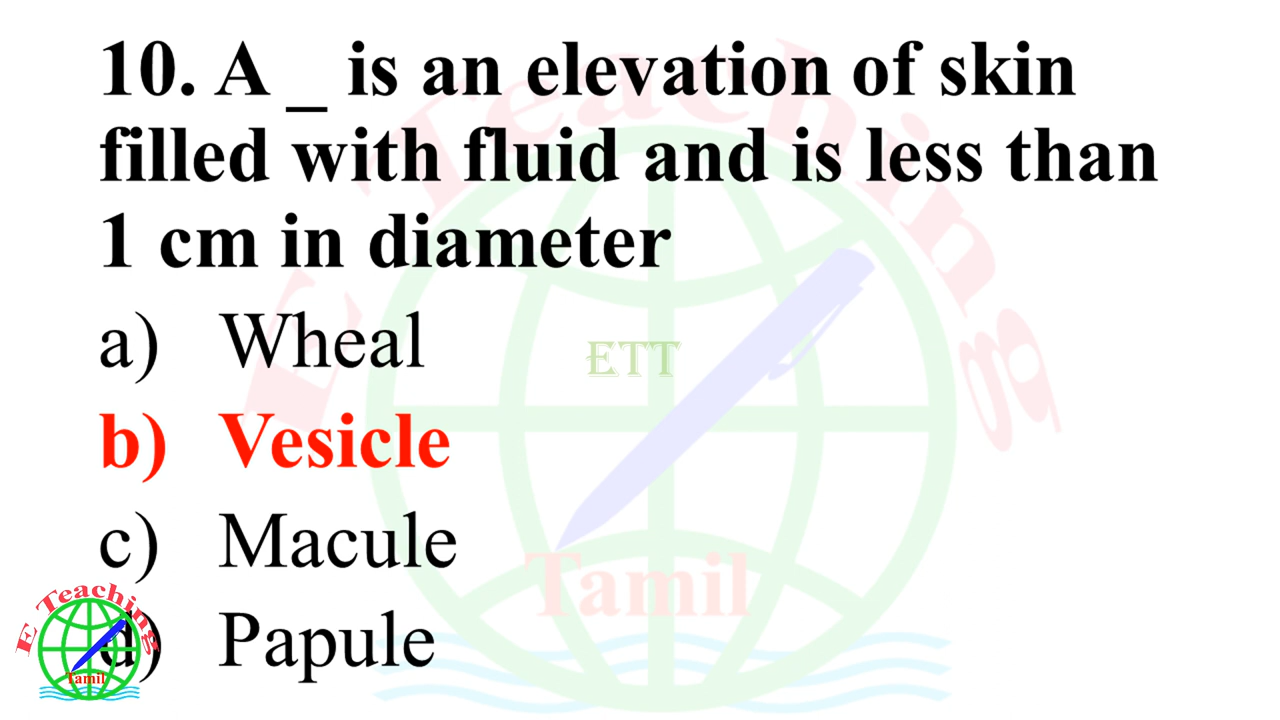 10. A _ is an elevation of skin
filled with fluid and is less than
1 cm in diameter
a) Wheal
b) Vesicle
c) Macule
d) Papule
E Teaching
ETT
Tamil
E Teaching
Tamil